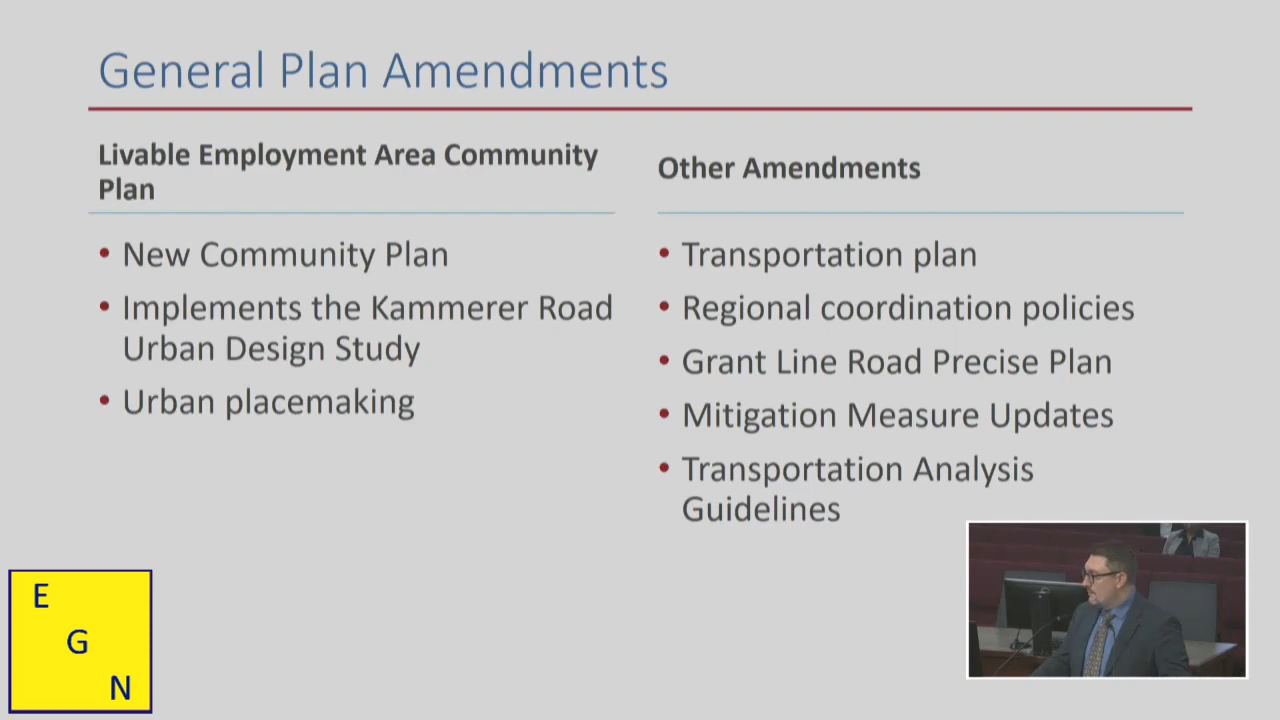 General Plan Amendments
Livable Employment Area Community
Plan
• New Community Plan
• Implements the Kammerer Road
Urban Design Study
• Urban placemaking
Other Amendments
• Transportation plan
• Regional coordination policies
• Grant Line Road Precise Plan
• Mitigation Measure Updates
• Transportation Analysis
Guidelines
E
G
N